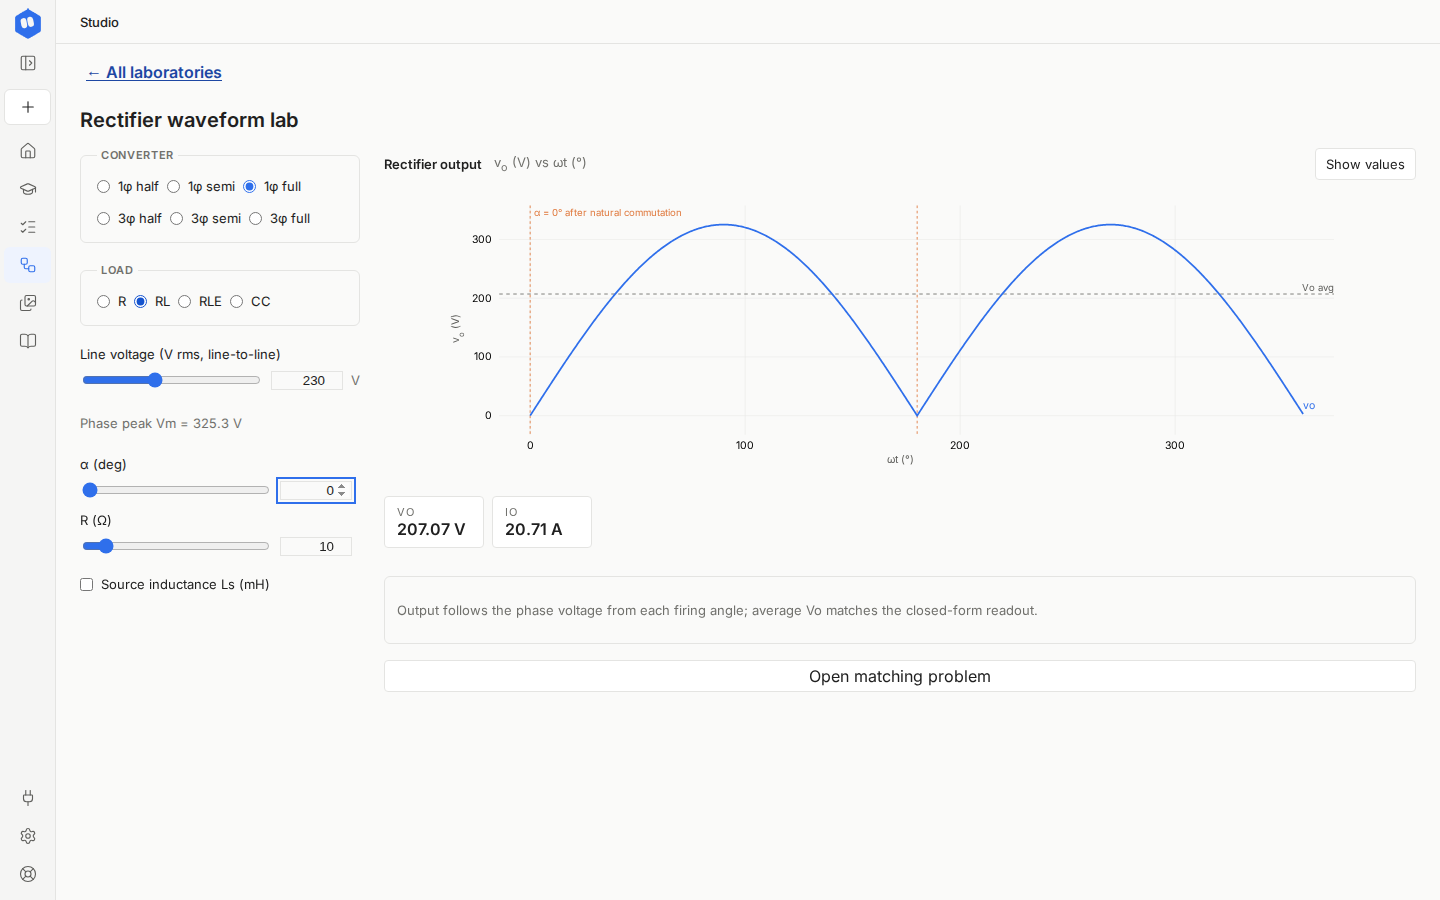 Studio
← All laboratories
Rectifier waveform lab
CONVERTER
1φ half 1φ semi 1φ full
3φ half 3φ semi 3φ full
LOAD
R RL RLE CC
Line voltage (V rms, line-to-line)
230 V
Phase peak Vm = 325.3 V
α (deg)
0
R (Ω)
10
Source inductance Ls (mH)
Rectifier output vo (V) vs ωt (°)
Show values
α = 0° after natural commutation
300
200
100
0
vo (V)
Vo avg
vo
0 100 200 300
ωt (°)
VO
207.07 V
IO
20.71 A
Output follows the phase voltage from each firing angle; average Vo matches the closed-form readout.
Open matching problem